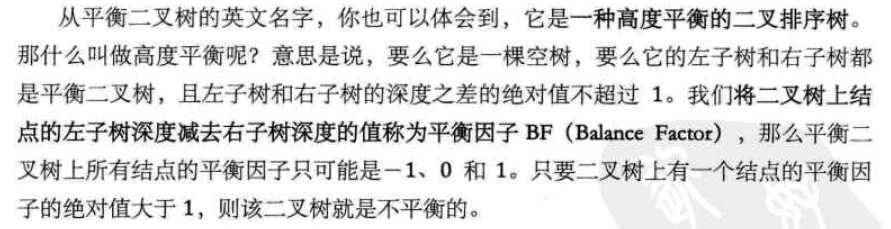 从平衡二叉树的英文名字，你也可以体会到，它是一种高度平衡的二叉排序树。
那什么叫做高度平衡呢？意思是说，要么它是一棵空树，要么它的左子树和右子树都
是平衡二叉树，且左子树和右子树的深度之差的绝对值不超过 1。我们将二叉树上结
点的左子树深度减去右子树深度的值称为平衡因子 BF（Balance Factor），那么平衡二
叉树上所有结点的平衡因子只可能是－1、0 和 1。只要二叉树上有一个结点的平衡因
子的绝对值大于 1，则该二叉树就是不平衡的。